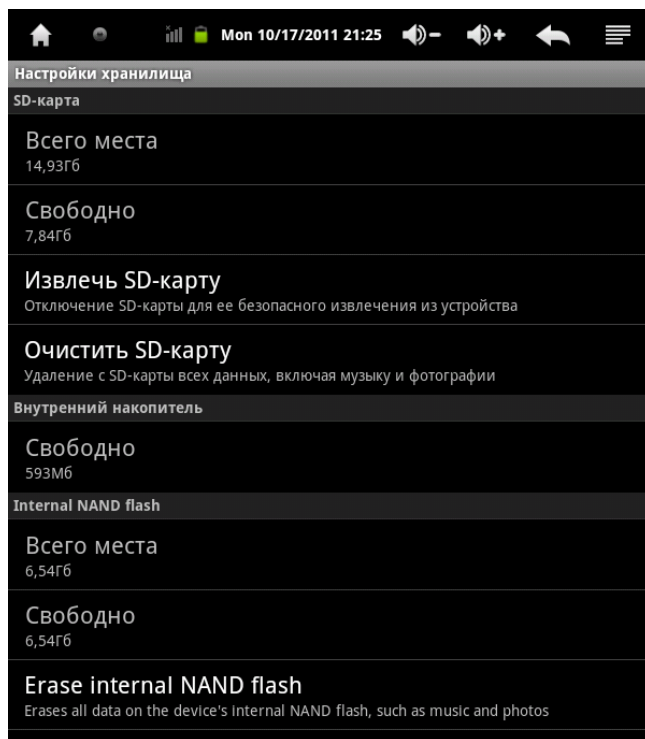 Mon 10/17/2011 21:25
Настройки хранилища
SD-карта
Всего места
14,93Гб
Свободно
7,84Гб
Извлечь SD-карту
Отключение SD-карты для ее безопасного извлечения из устройства
Очистить SD-карту
Удаление с SD-карты всех данных, включая музыку и фотографии
Внутренний накопитель
Свободно
593Мб
Internal NAND flash
Всего места
6,54Гб
Свободно
6,54Гб
Erase internal NAND flash
Erases all data on the device's internal NAND flash, such as music and photos